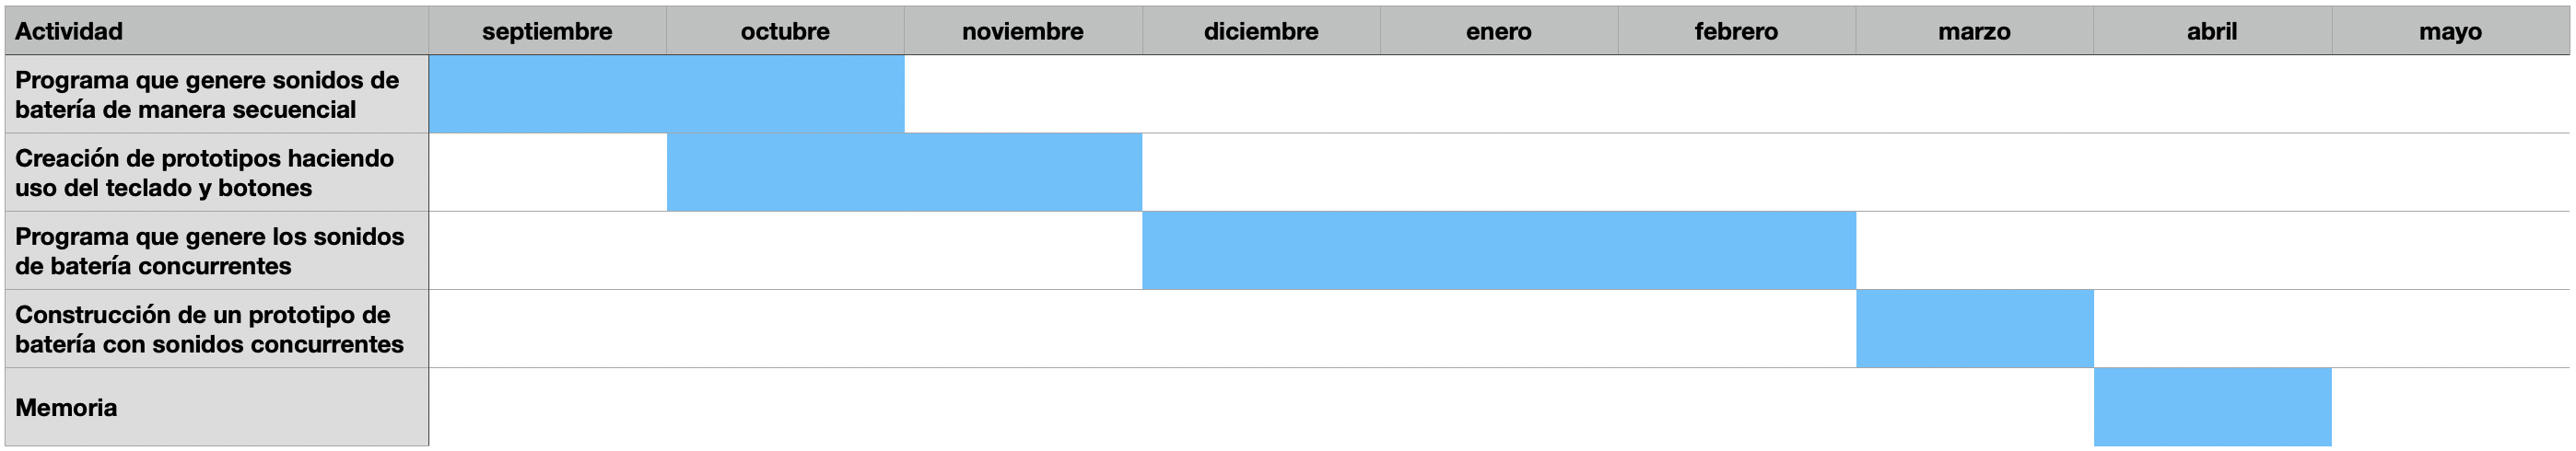 Actividad septiembre octubre noviembre diciembre enero febrero marzo abril mayo
Programa que genere sonidos de
batería de manera secuencial
Creación de prototipos haciendo
uso del teclado y botones
Programa que genere los sonidos
de batería concurrentes
Construcción de un prototipo de
batería con sonidos concurrentes
Memoria